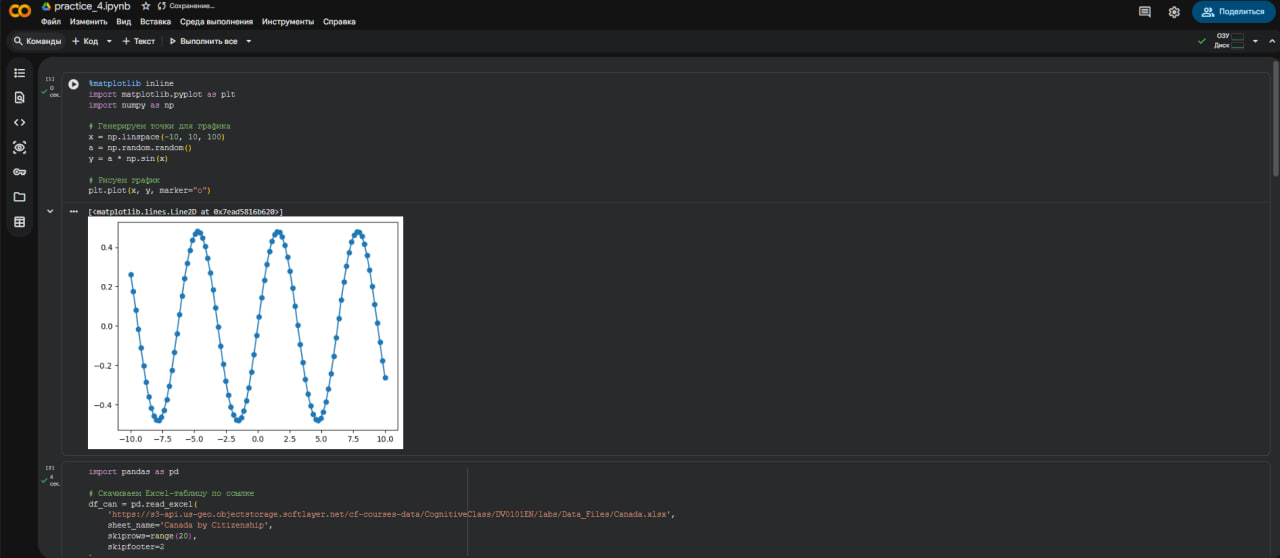 practice_4.ipynb
Сохранение...
Файл Изменить Вид Вставка Среда выполнения Инструменты Справка
Поделиться
Команды + Код + Текст Выполнить все
ОЗУ
Диск
[1]
0
сек.
%matplotlib inline
import matplotlib.pyplot as plt
import numpy as np
# Генерируем точки для графика
x = np.linspace(-10, 10, 100)
a = np.random.random()
y = a * np.sin(x)
# Рисуем график
plt.plot(x, y, marker="o")
[<matplotlib.lines.Line2D at 0x7ead5816b620>]
0.4
0.2
0.0
−0.2
−0.4
−10.0 −7.5 −5.0 −2.5 0.0 2.5 5.0 7.5 10.0
[2]
4
сек.
import pandas as pd
# Скачиваем Excel-таблицу по ссылке
df_can = pd.read_excel(
'https://s3-api.us-geo.objectstorage.softlayer.net/cf-courses-data/CognitiveClass/DV0101EN/labs/Data_Files/Canada.xlsx',
sheet_name='Canada by Citizenship',
skiprows=range(20),
skipfooter=2